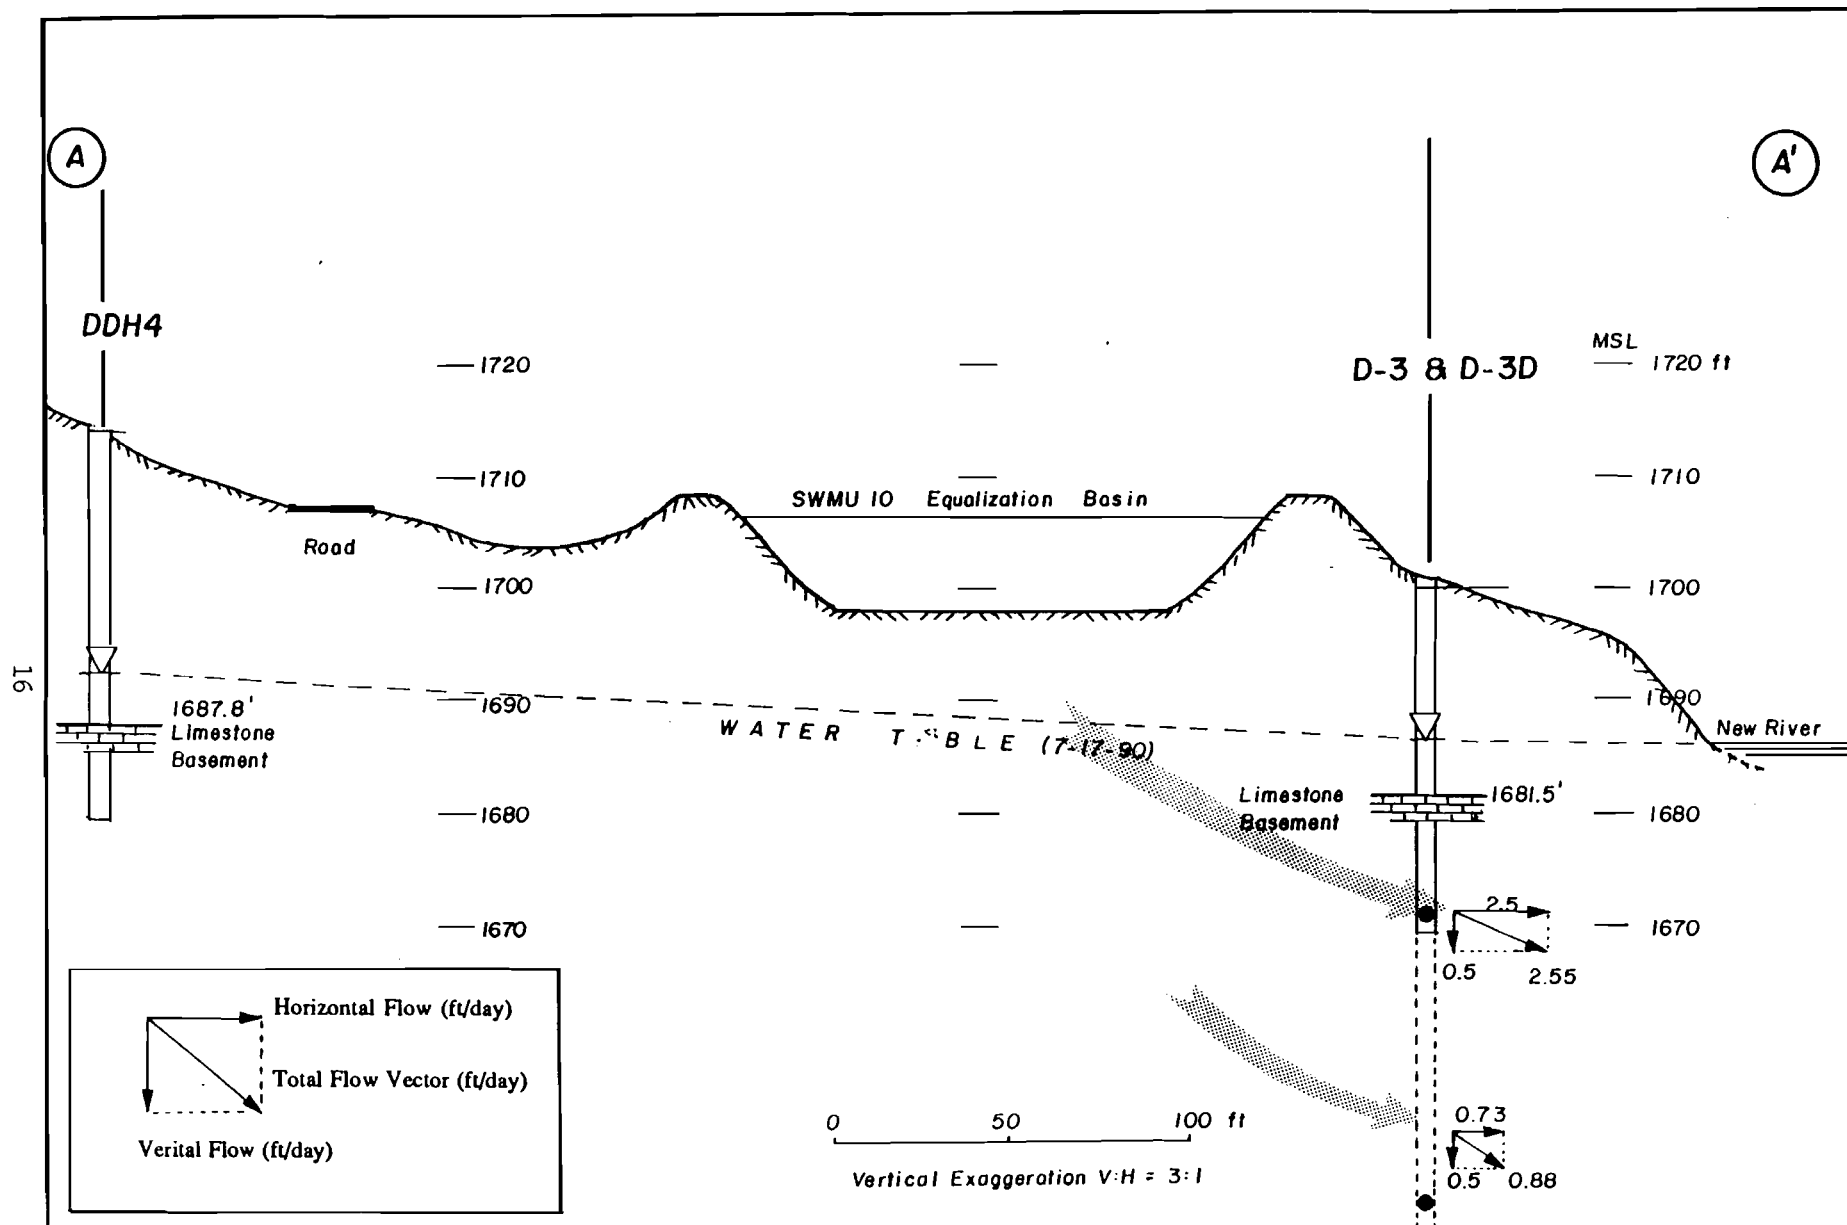 A
A'
DDH4
D-3 & D-3D
MSL
1720
1720 ft
1710
1710
SWMU 10 Equalization Basin
Road
1700
1700
1690
1690
1687.8'
Limestone
Basement
WATER TABLE (7-17-90)
New River
Limestone
Basement
1681.5'
1680
1680
1670
1670
2.5
0.5
2.55
0.73
0.5
0.88
Horizontal Flow (ft/day)
Total Flow Vector (ft/day)
Verital Flow (ft/day)
0 50 100 ft
Vertical Exaggeration V:H = 3:1
16